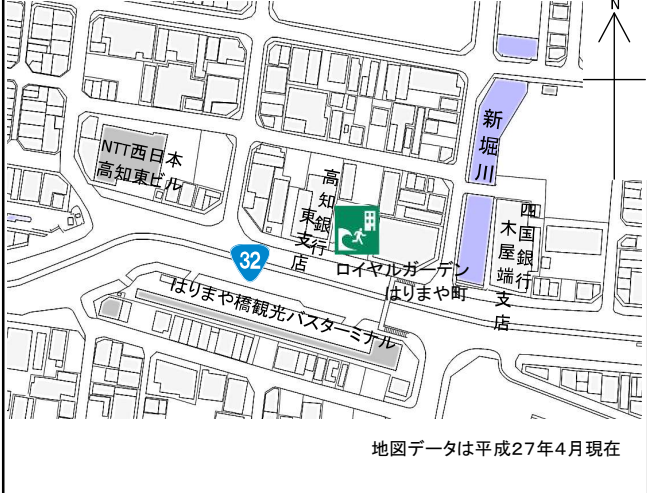 N
新堀川
NTT西日本
高知東ビル
高知銀行
東支店
四国銀行
木屋端支店
32
ロイヤルガーデン
はりまや町
はりまや橋観光バスターミナル
地図データは平成27年4月現在